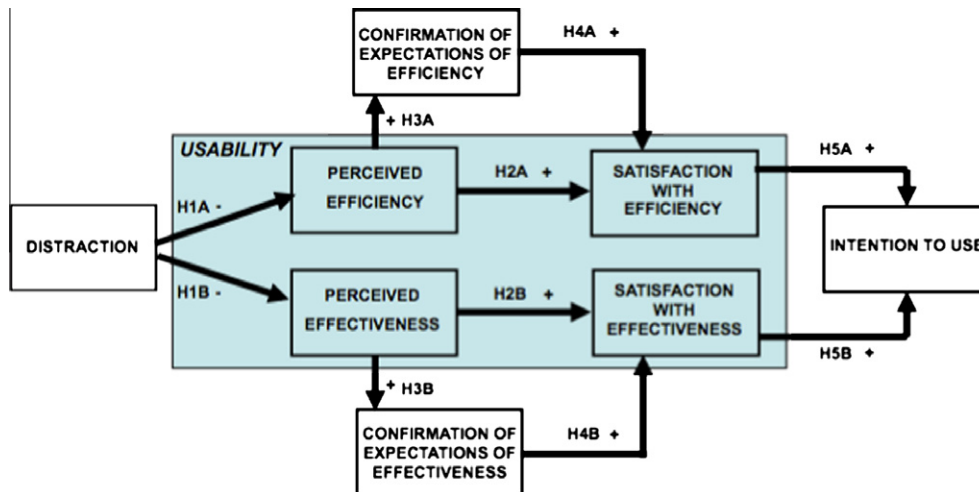 CONFIRMATION OF
EXPECTATIONS OF
EFFICIENCY
H4A +
+ H3A
USABILITY
PERCEIVED
EFFICIENCY
H2A +
SATISFACTION
WITH
EFFICIENCY
H5A +
H1A -
DISTRACTION
INTENTION TO USE
H1B -
PERCEIVED
EFFECTIVENESS
H2B +
SATISFACTION
WITH
EFFECTIVENESS
H5B +
+ H3B
CONFIRMATION OF
EXPECTATIONS OF
EFFECTIVENESS
H4B +